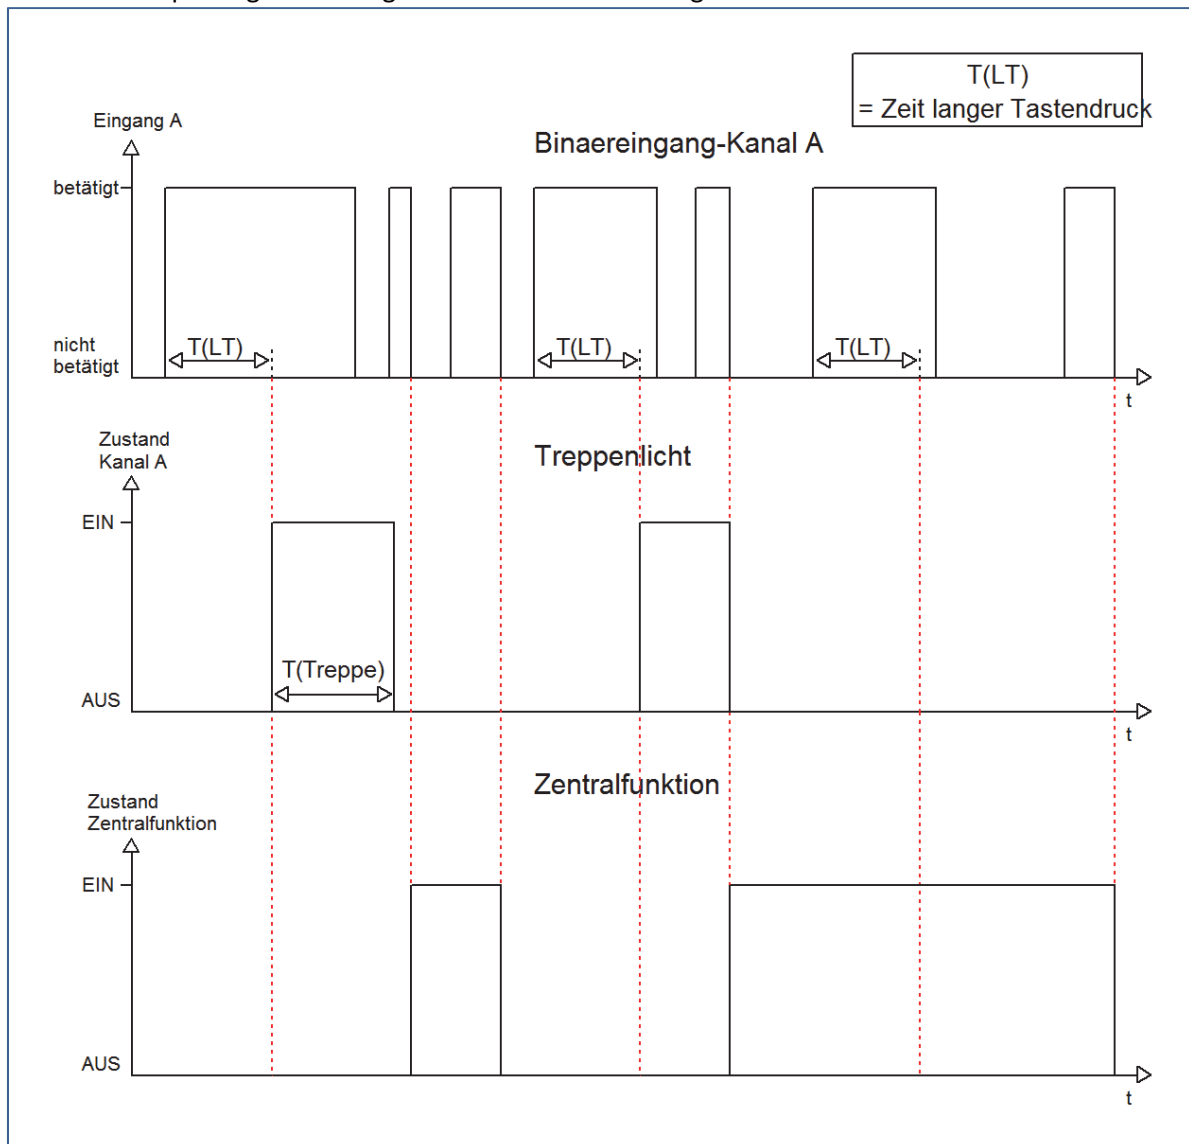 T(LT)
= Zeit langer Tastendruck
Eingang A
Binaereingang-Kanal A
betätigt
nicht
betätigt
T(LT)
T(LT)
T(LT)
t
Zustand
Kanal A
Treppenlicht
EIN
T(Treppe)
AUS
t
Zentralfunktion
Zustand
Zentralfunktion
EIN
AUS
t